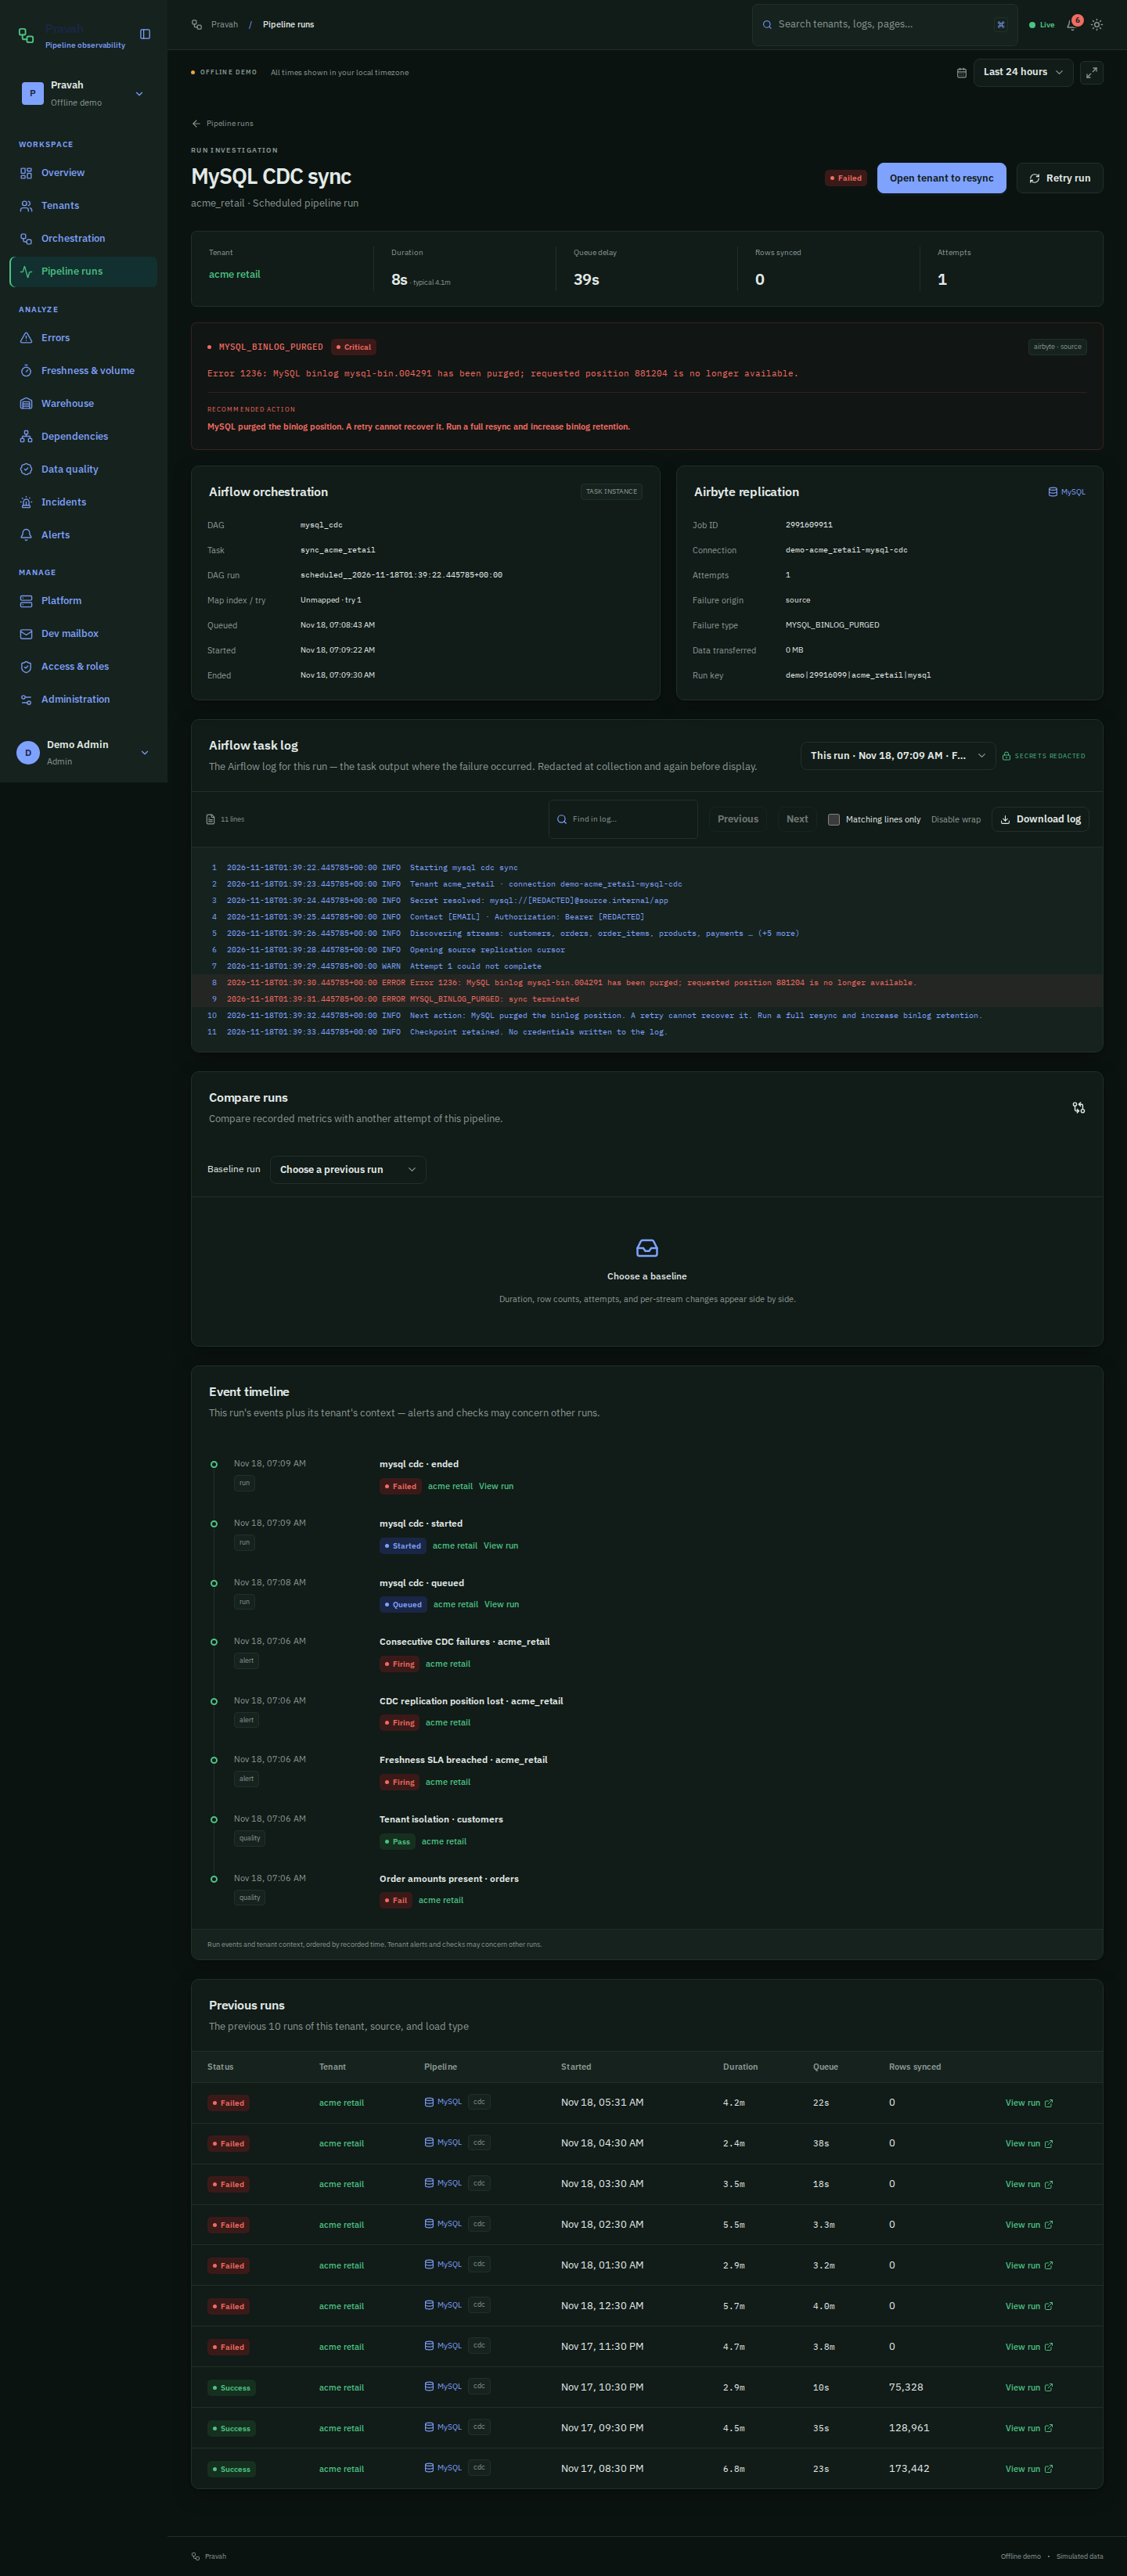 Pravah
Pipeline observability
P
Pravah
Offline demo
WORKSPACE
Overview
Tenants
Orchestration
Pipeline runs
ANALYZE
Errors
Freshness & volume
Warehouse
Dependencies
Data quality
Incidents
Alerts
MANAGE
Platform
Dev mailbox
Access & roles
Administration
D
Demo Admin
Admin
Pravah / Pipeline runs
Search tenants, logs, pages...
⌘
Live
6
OFFLINE DEMO All times shown in your local timezone
Last 24 hours
Pipeline runs
RUN INVESTIGATION
MySQL CDC sync
acme_retail · Scheduled pipeline run
Failed
Open tenant to resync
Retry run
Tenant
acme retail
Duration
8s · typical 4.1m
Queue delay
39s
Rows synced
0
Attempts
1
MYSQL_BINLOG_PURGED Critical
airbyte · source
Error 1236: MySQL binlog mysql-bin.004291 has been purged; requested position 881204 is no longer available.
RECOMMENDED ACTION
MySQL purged the binlog position. A retry cannot recover it. Run a full resync and increase binlog retention.
Airflow orchestration
TASK INSTANCE
DAG mysql_cdc
Task sync_acme_retail
DAG run scheduled__2026-11-18T01:39:22.445785+00:00
Map index / try Unmapped · try 1
Queued Nov 18, 07:08:43 AM
Started Nov 18, 07:09:22 AM
Ended Nov 18, 07:09:30 AM
Airbyte replication
MySQL
Job ID 2991609911
Connection demo-acme_retail-mysql-cdc
Attempts 1
Failure origin source
Failure type MYSQL_BINLOG_PURGED
Data transferred 0 MB
Run key demo|29916099|acme_retail|mysql
Airflow task log
The Airflow log for this run — the task output where the failure occurred. Redacted at collection and again before display.
This run · Nov 18, 07:09 AM · F...
SECRETS REDACTED
11 lines
Find in log...
Previous
Next
Matching lines only
Disable wrap
Download log
1 2026-11-18T01:39:22.445785+00:00 INFO Starting mysql cdc sync
2 2026-11-18T01:39:23.445785+00:00 INFO Tenant acme_retail · connection demo-acme_retail-mysql-cdc
3 2026-11-18T01:39:24.445785+00:00 INFO Secret resolved: mysql://[REDACTED]@source.internal/app
4 2026-11-18T01:39:25.445785+00:00 INFO Contact [EMAIL] · Authorization: Bearer [REDACTED]
5 2026-11-18T01:39:26.445785+00:00 INFO Discovering streams: customers, orders, order_items, products, payments … (+5 more)
6 2026-11-18T01:39:28.445785+00:00 INFO Opening source replication cursor
7 2026-11-18T01:39:29.445785+00:00 WARN Attempt 1 could not complete
8 2026-11-18T01:39:30.445785+00:00 ERROR Error 1236: MySQL binlog mysql-bin.004291 has been purged; requested position 881204 is no longer available.
9 2026-11-18T01:39:31.445785+00:00 ERROR MYSQL_BINLOG_PURGED: sync terminated
10 2026-11-18T01:39:32.445785+00:00 INFO Next action: MySQL purged the binlog position. A retry cannot recover it. Run a full resync and increase binlog retention.
11 2026-11-18T01:39:33.445785+00:00 INFO Checkpoint retained. No credentials written to the log.
Compare runs
Compare recorded metrics with another attempt of this pipeline.
Baseline run
Choose a previous run
Choose a baseline
Duration, row counts, attempts, and per-stream changes appear side by side.
Event timeline
This run's events plus its tenant's context — alerts and checks may concern other runs.
Nov 18, 07:09 AM mysql cdc · ended
run Failed acme retail View run
Nov 18, 07:09 AM mysql cdc · started
run Started acme retail View run
Nov 18, 07:08 AM mysql cdc · queued
run Queued acme retail View run
Nov 18, 07:06 AM Consecutive CDC failures · acme_retail
alert Firing acme retail
Nov 18, 07:06 AM CDC replication position lost · acme_retail
alert Firing acme retail
Nov 18, 07:06 AM Freshness SLA breached · acme_retail
alert Firing acme retail
Nov 18, 07:06 AM Tenant isolation · customers
quality Pass acme retail
Nov 18, 07:06 AM Order amounts present · orders
quality Fail acme retail
Run events and tenant context, ordered by recorded time. Tenant alerts and checks may concern other runs.
Previous runs
The previous 10 runs of this tenant, source, and load type
Status Tenant Pipeline Started Duration Queue Rows synced
Failed acme retail MySQL cdc Nov 18, 05:31 AM 4.2m 22s 0 View run
Failed acme retail MySQL cdc Nov 18, 04:30 AM 2.4m 38s 0 View run
Failed acme retail MySQL cdc Nov 18, 03:30 AM 3.5m 18s 0 View run
Failed acme retail MySQL cdc Nov 18, 02:30 AM 5.5m 3.3m 0 View run
Failed acme retail MySQL cdc Nov 18, 01:30 AM 2.9m 3.2m 0 View run
Failed acme retail MySQL cdc Nov 18, 12:30 AM 5.7m 4.0m 0 View run
Failed acme retail MySQL cdc Nov 17, 11:30 PM 4.7m 3.8m 0 View run
Success acme retail MySQL cdc Nov 17, 10:30 PM 2.9m 10s 75,328 View run
Success acme retail MySQL cdc Nov 17, 09:30 PM 4.5m 35s 128,961 View run
Success acme retail MySQL cdc Nov 17, 08:30 PM 6.8m 23s 173,442 View run
Pravah
Offline demo • Simulated data